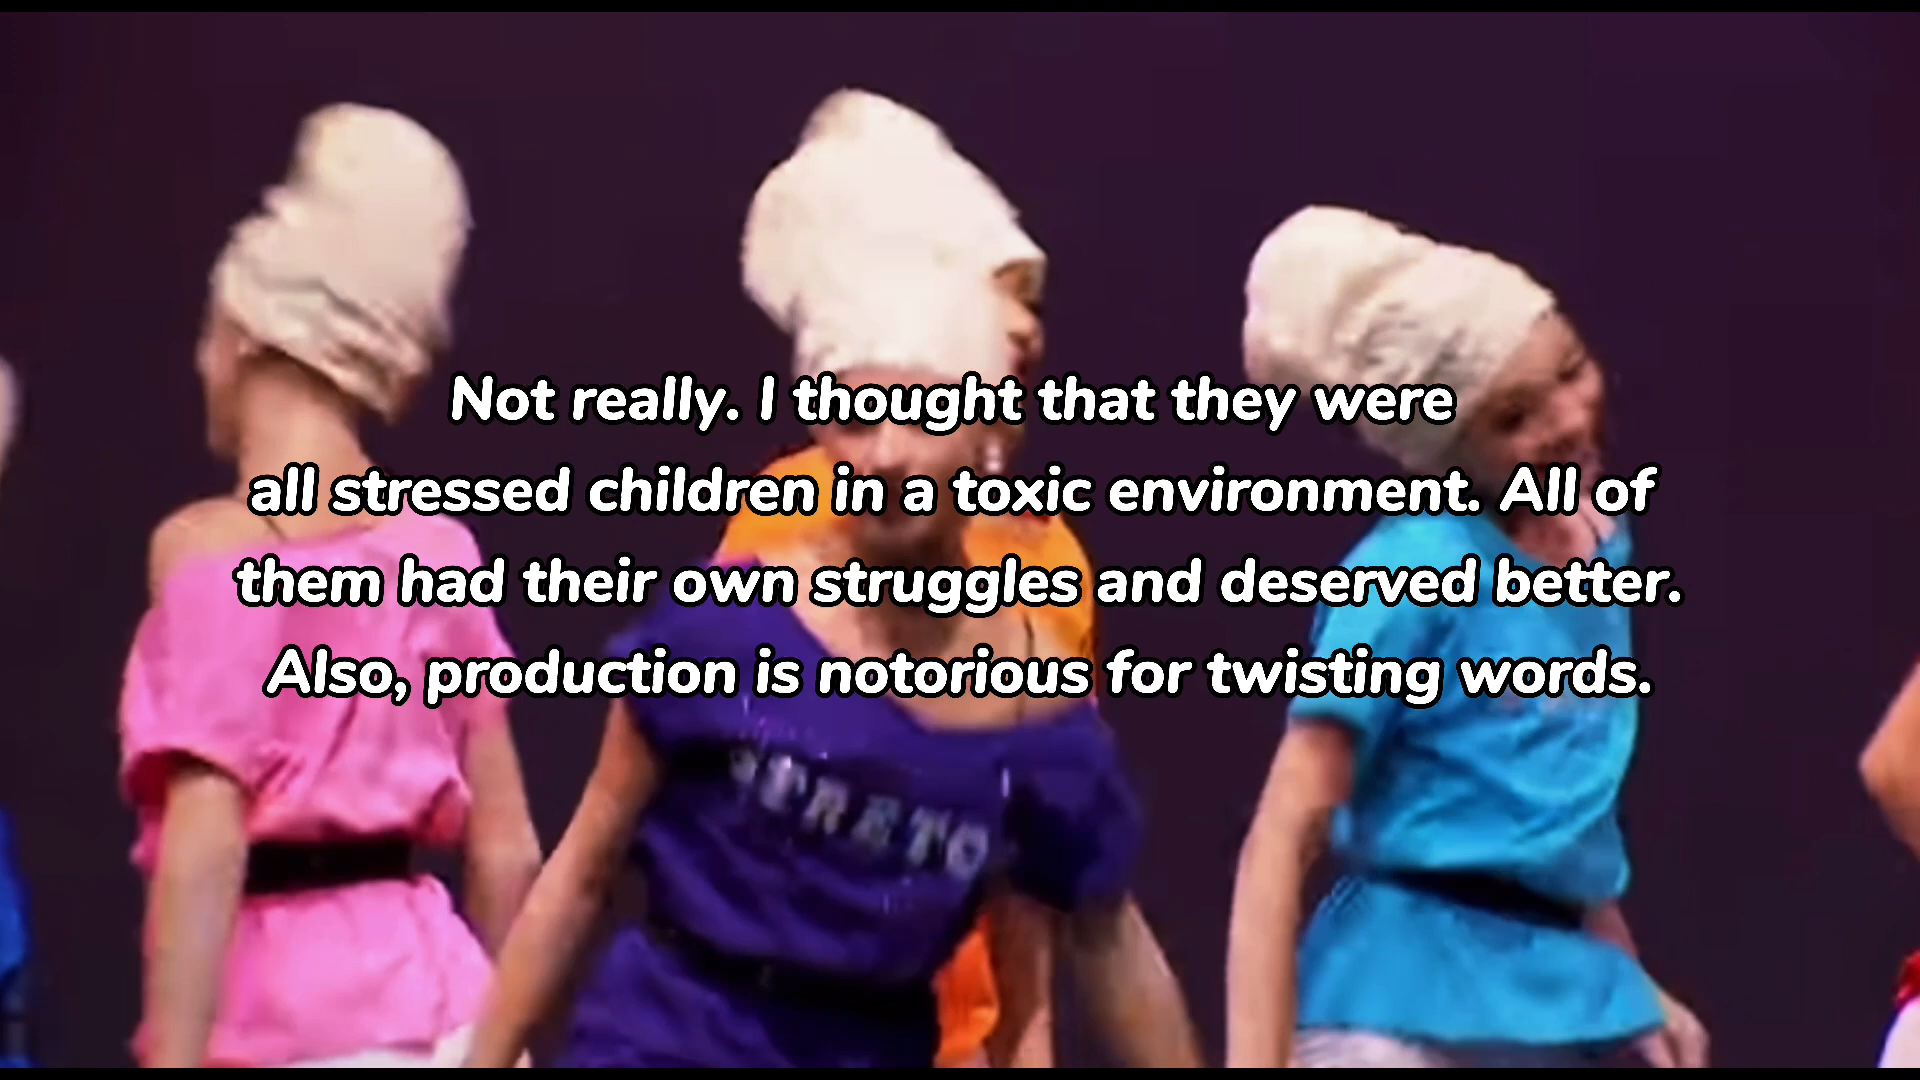 Not really. I thought that they were
all stressed children in a toxic environment. All of
them had their own struggles and deserved better.
Also, production is notorious for twisting words.